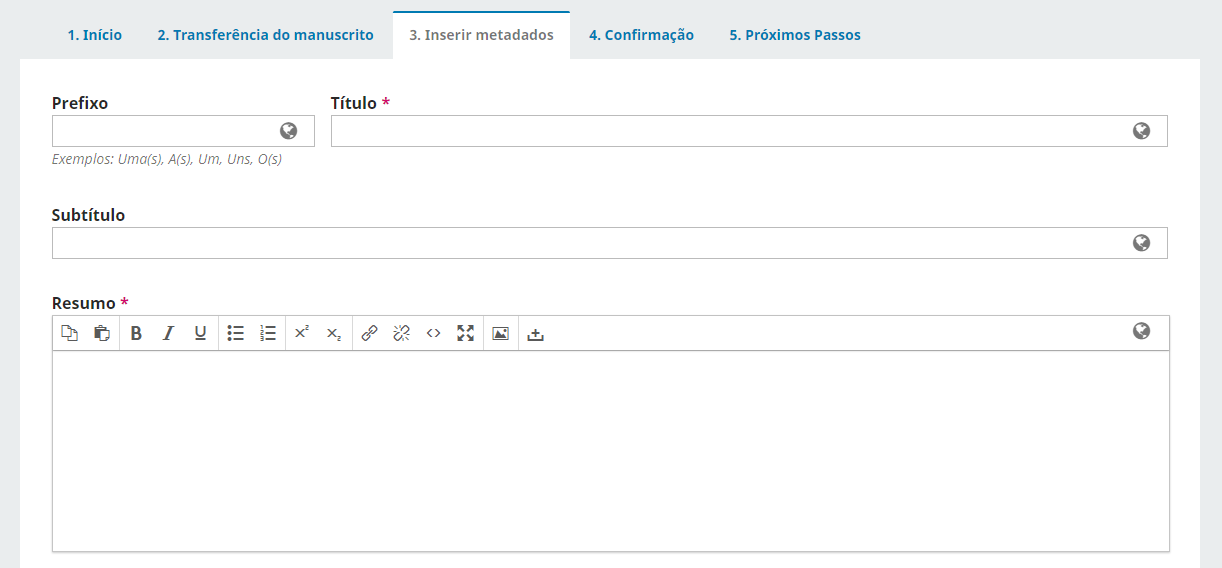 1. Início 2. Transferência do manuscrito 3. Inserir metadados 4. Confirmação 5. Próximos Passos
Prefixo Título *
Exemplos: Uma(s), A(s), Um, Uns, O(s)
Subtítulo
Resumo *